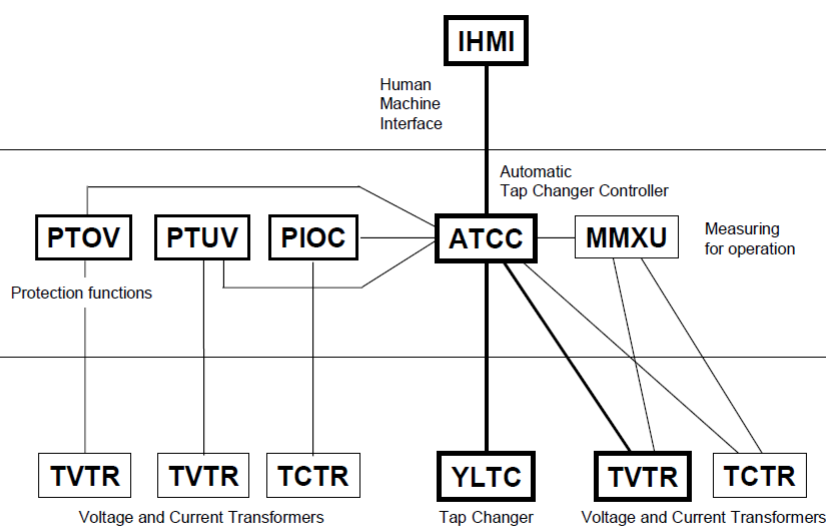 IHMI
Human
Machine
Interface
Automatic
Tap Changer Controller
PTOV
PTUV
PIOC
ATCC
MMXU
Measuring
for operation
Protection functions
TVTR
TVTR
TCTR
YLTC
TVTR
TCTR
Voltage and Current Transformers
Tap Changer
Voltage and Current Transformers